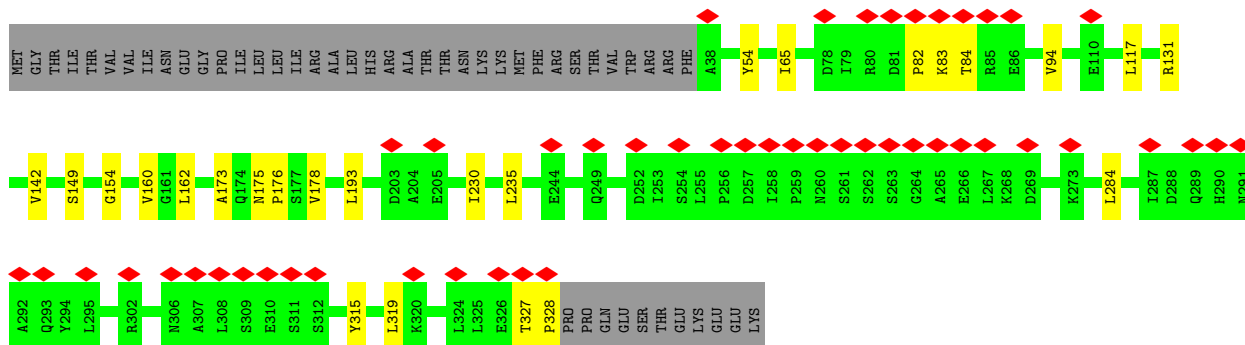 MET GLY THR ILE THR VAL VAL ILE ASN GLU GLY PRO ILE LEU LEU ILE ARG ALA LEU HIS ARG ALA THR THR ASN LYS LYS MET PHE ARG SER THR VAL TRP ARG ARG PHE A38 Y54 I65 D78 I79 R80 D81 P82 K83 T84 R85 E86 V94 E110 L117 R131
V142 S149 G154 V160 G161 L162 A173 Q174 N175 P176 S177 V178 L193 D203 A204 E205 I230 L235 E244 Q249 D252 I253 S254 L255 P256 D257 I258 P259 N260 S261 S262 S263 G264 A265 E266 L267 K268 D269 K273 L284 I287 D288 Q289 H290 N291
A292 Q293 Y294 L295 R302 N306 A307 L308 S309 E310 S311 S312 Y315 L319 K320 L324 L325 E326 T327 P328 PRO PRO GLN GLU SER THR GLU LYS GLU GLU LYS